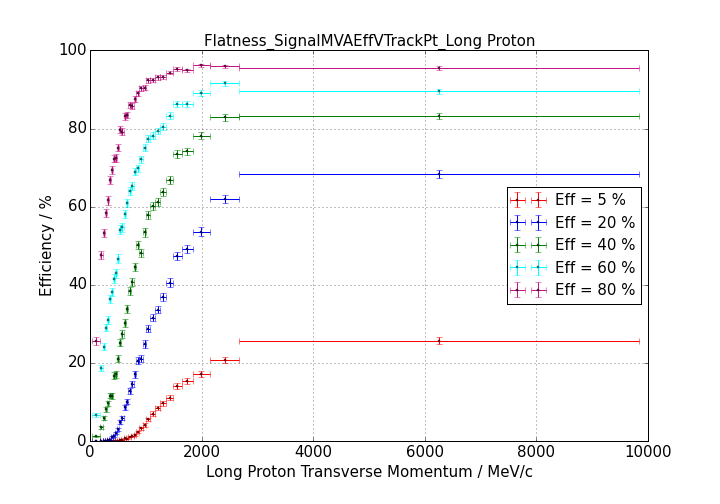 Flatness_SignalMVAEffVTrackPt_Long Proton
100
80
60
40
20
0
Efficiency / %
Eff = 5 %
Eff = 20 %
Eff = 40 %
Eff = 60 %
Eff = 80 %
0 2000 4000 6000 8000 10000
Long Proton Transverse Momentum / MeV/c